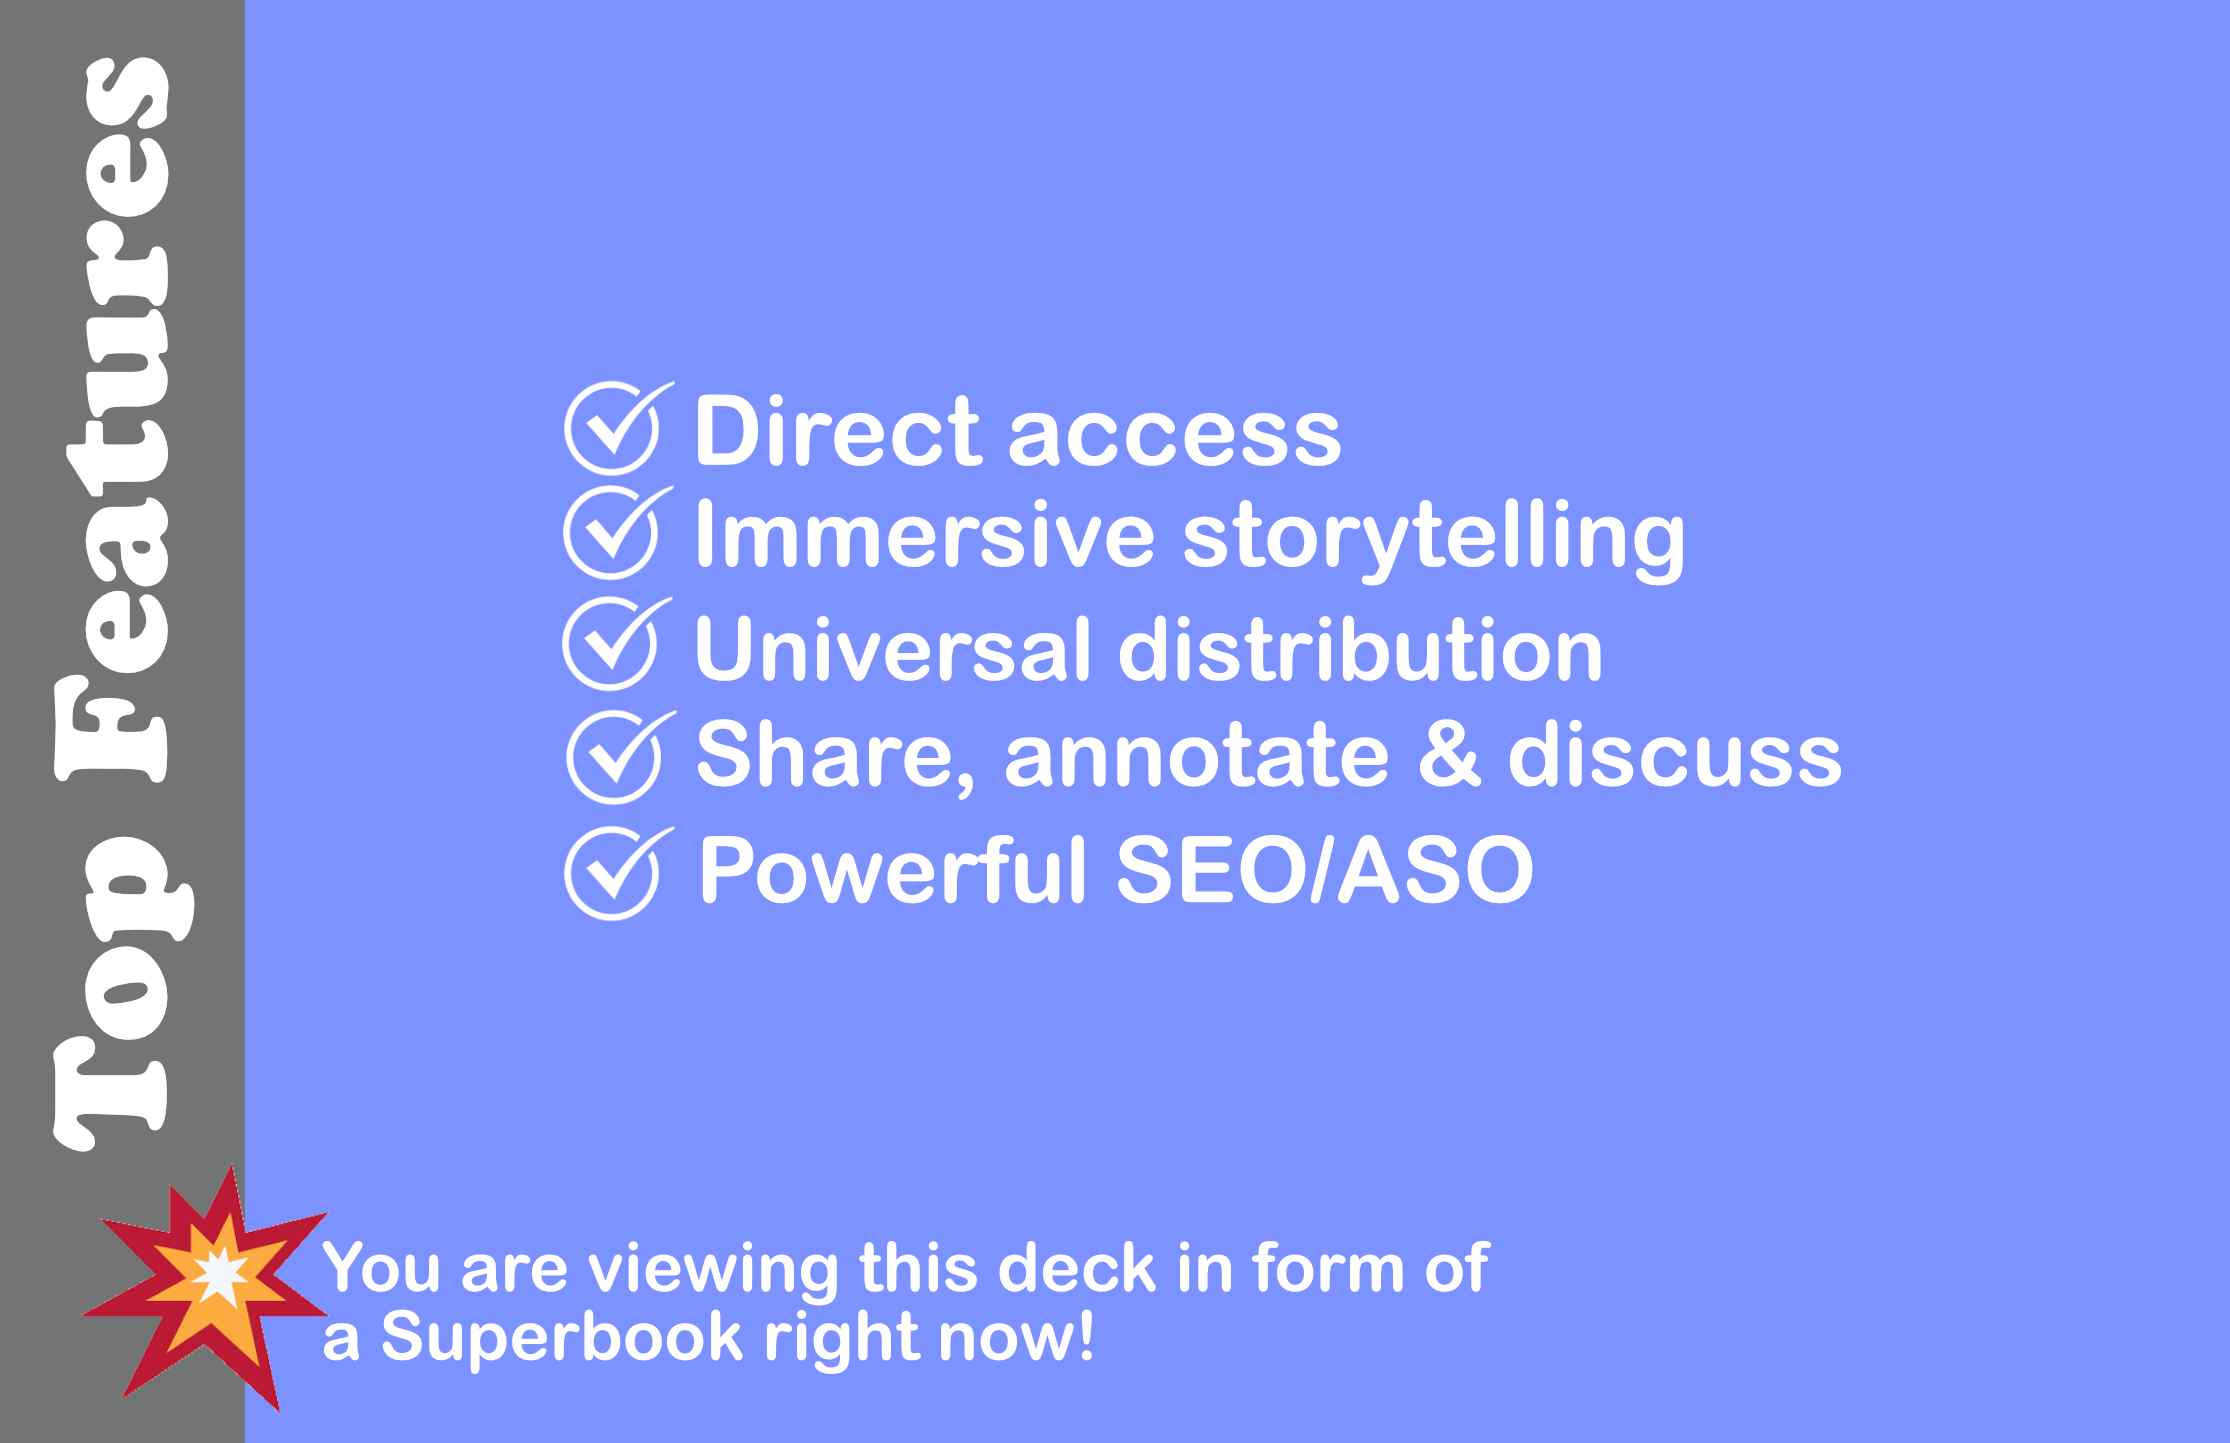 Top Features
Direct access
Immersive storytelling
Universal distribution
Share, annotate & discuss
Powerful SEO/ASO
You are viewing this deck in form of
a Superbook right now!